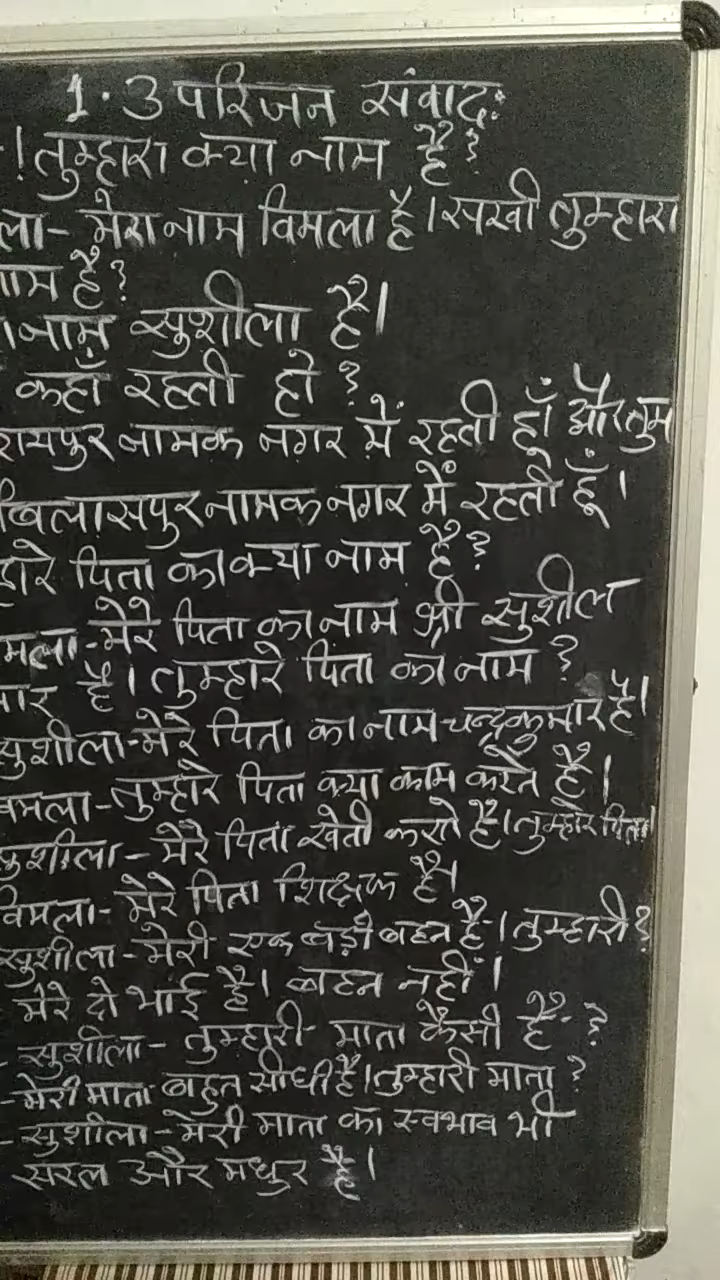 1.3 परिजन संवादः
-! तुम्हारा क्या नाम है?
ला- मेरा नाम विमला है। सखी तुम्हारा
नाम है?
नाम सुशीला है।
कहाँ रहती हो?
रायपुर नामक नगर में रहती हूँ और तुम
बिलासपुर नामक नगर में रहती हूँ।
हारे पिता का क्या नाम है?
मला- मेरे पिता का नाम श्री सुशील
मार है। तुम्हारे पिता का नाम?
सुशीला- मेरे पिता का नाम चन्द्रकुमार है।
वमला- तुम्हारे पिता क्या काम करते है।
सुशीला- मेरे पिता खेती करते है। तुम्हारे पिता।
विमला- मेरे पिता शिक्षक है।
सुशीला- मेरी एक बड़ी बहन है। तुम्हारी?
मेरे दो भाई है। बहन नहीं।
- सुशीला- तुम्हारी माता कैसी है?
- मेरी माता बहुत सीधी है। तुम्हारी माता?
- सुशीला- मेरी माता का स्वभाव भी
सरल और मधुर है।